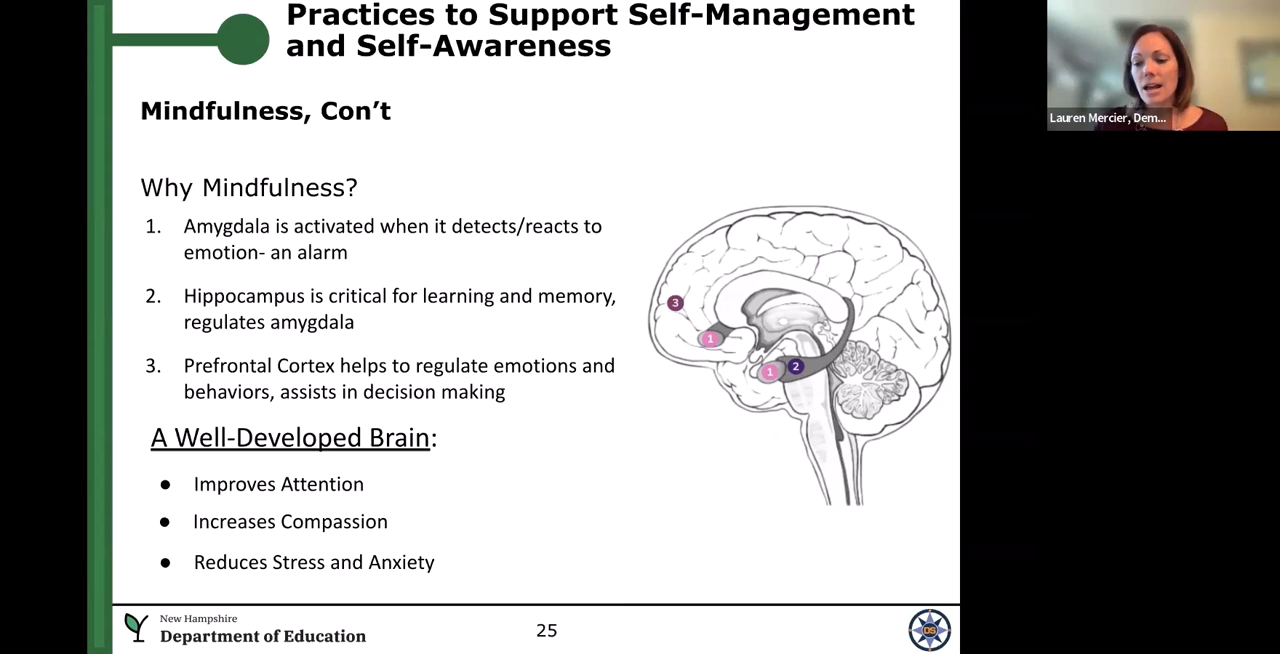 Practices to Support Self-Management
and Self-Awareness
Lauren Mercier, Dem...
Mindfulness, Con't
Why Mindfulness?
1. Amygdala is activated when it detects/reacts to
emotion- an alarm
2. Hippocampus is critical for learning and memory,
regulates amygdala
3. Prefrontal Cortex helps to regulate emotions and
behaviors, assists in decision making
3
1
1
2
A Well-Developed Brain:
● Improves Attention
● Increases Compassion
● Reduces Stress and Anxiety
New Hampshire
Department of Education
25
DS